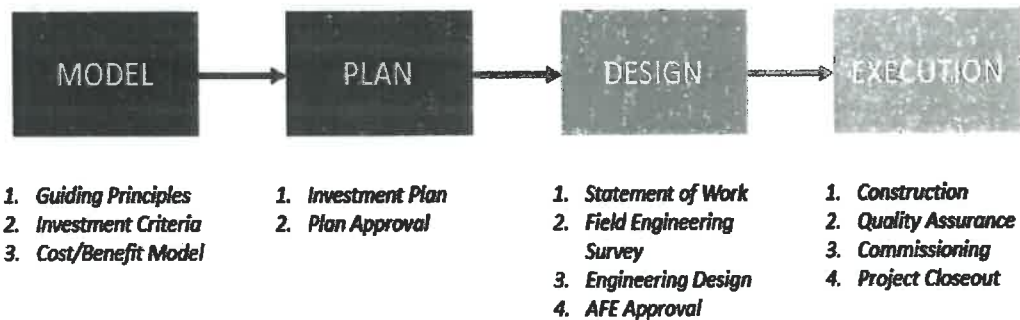 MODEL
PLAN
DESIGN
EXECUTION
1. Guiding Principles
2. Investment Criteria
3. Cost/Benefit Model
1. Investment Plan
2. Plan Approval
1. Statement of Work
2. Field Engineering
Survey
3. Engineering Design
4. AFE Approval
1. Construction
2. Quality Assurance
3. Commissioning
4. Project Closeout